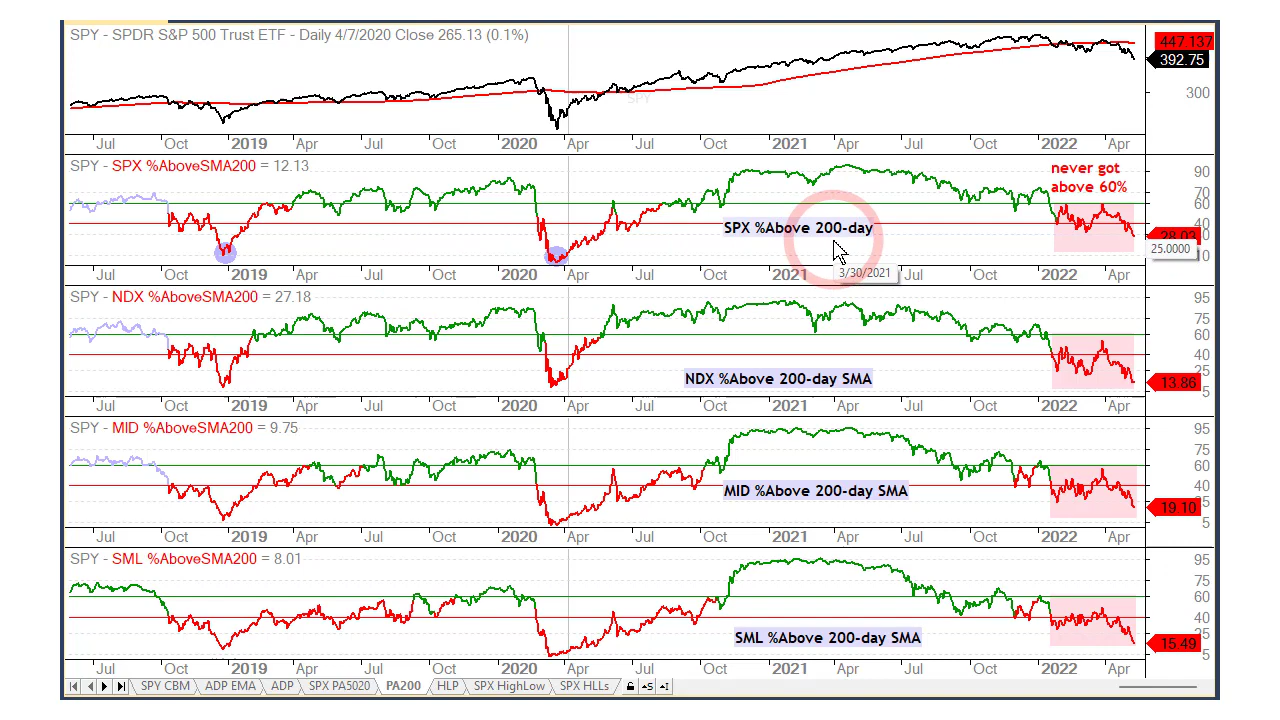 SPY - SPDR S&P 500 Trust ETF - Daily 4/7/2020 Close 265.13 (0.1%)
447.137
392.75
300
SPY
Jul Oct 2019 Apr Jul Oct 2020 Apr Jul Oct 2021 Apr Jul Oct 2022 Apr
SPY - SPX %AboveSMA200 = 12.13
never got
above 60%
90
70
60
40
SPX %Above 200-day
28.03
25.0000
10
3/30/2021
Jul Oct 2019 Apr Jul Oct 2020 Apr Jul Oct 2021 Apr Jul Oct 2022 Apr
SPY - NDX %AboveSMA200 = 27.18
95
75
60
40
25
NDX %Above 200-day SMA
13.86
5
Jul Oct 2019 Apr Jul Oct 2020 Apr Jul Oct 2021 Apr Jul Oct 2022 Apr
SPY - MID %AboveSMA200 = 9.75
95
75
60
40
MID %Above 200-day SMA
25
19.10
5
Jul Oct 2019 Apr Jul Oct 2020 Apr Jul Oct 2021 Apr Jul Oct 2022 Apr
SPY - SML %AboveSMA200 = 8.01
95
75
60
40
25
SML %Above 200-day SMA
15.49
5
Jul Oct 2019 Apr Jul Oct 2020 Apr Jul Oct 2021 Apr Jul Oct 2022 Apr
SPY CBM ADP EMA ADP SPX PA5020 PA200 HLP SPX HighLow SPX HLLs S I